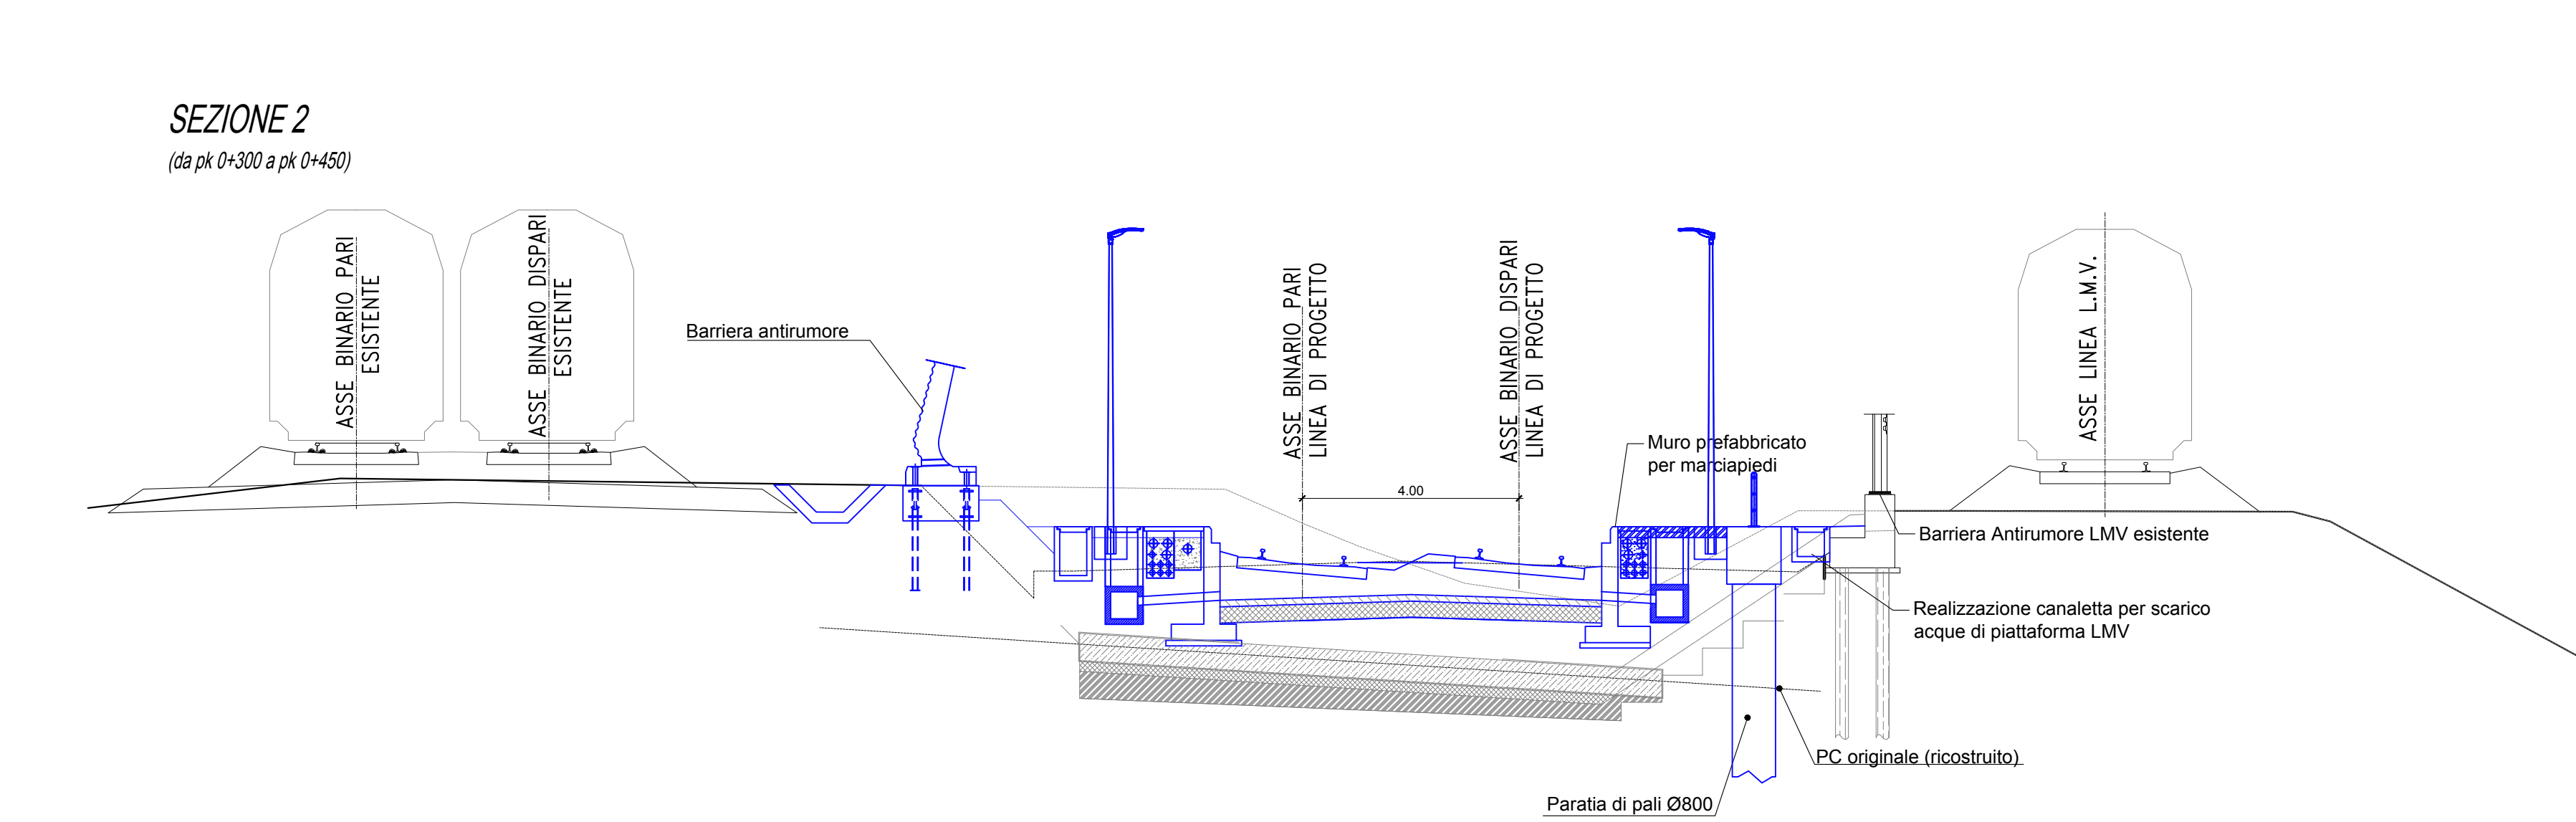 SEZIONE 2
(da pk 0+300 a pk 0+450)
ASSE BINARIO PARI
ESISTENTE
ASSE BINARIO DISPARI
ESISTENTE
Barriera antirumore
ASSE BINARIO PARI
LINEA DI PROGETTO
ASSE BINARIO DISPARI
LINEA DI PROGETTO
4.00
Muro prefabbricato
per marciapiedi
ASSE LINEA L.M.V.
Barriera Antirumore LMV esistente
Realizzazione canaletta per scarico
acque di piattaforma LMV
PC originale (ricostruito)
Paratia di pali Ø800